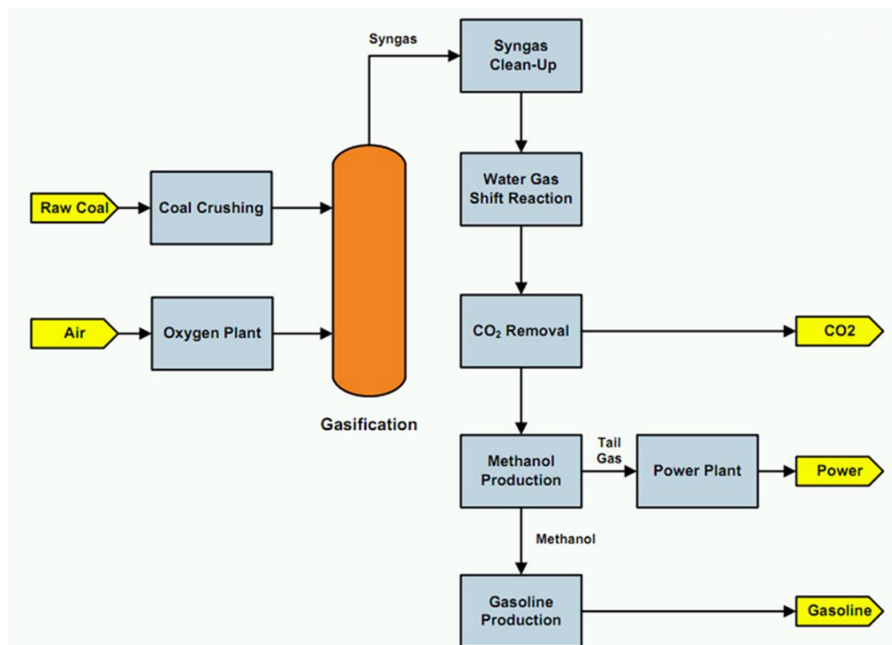 Syngas
Syngas
Clean-Up
Water Gas
Shift Reaction
Raw Coal
Coal Crushing
Air
Oxygen Plant
CO₂ Removal
CO2
Gasification
Methanol
Production
Tail
Gas
Power Plant
Power
Methanol
Gasoline
Production
Gasoline